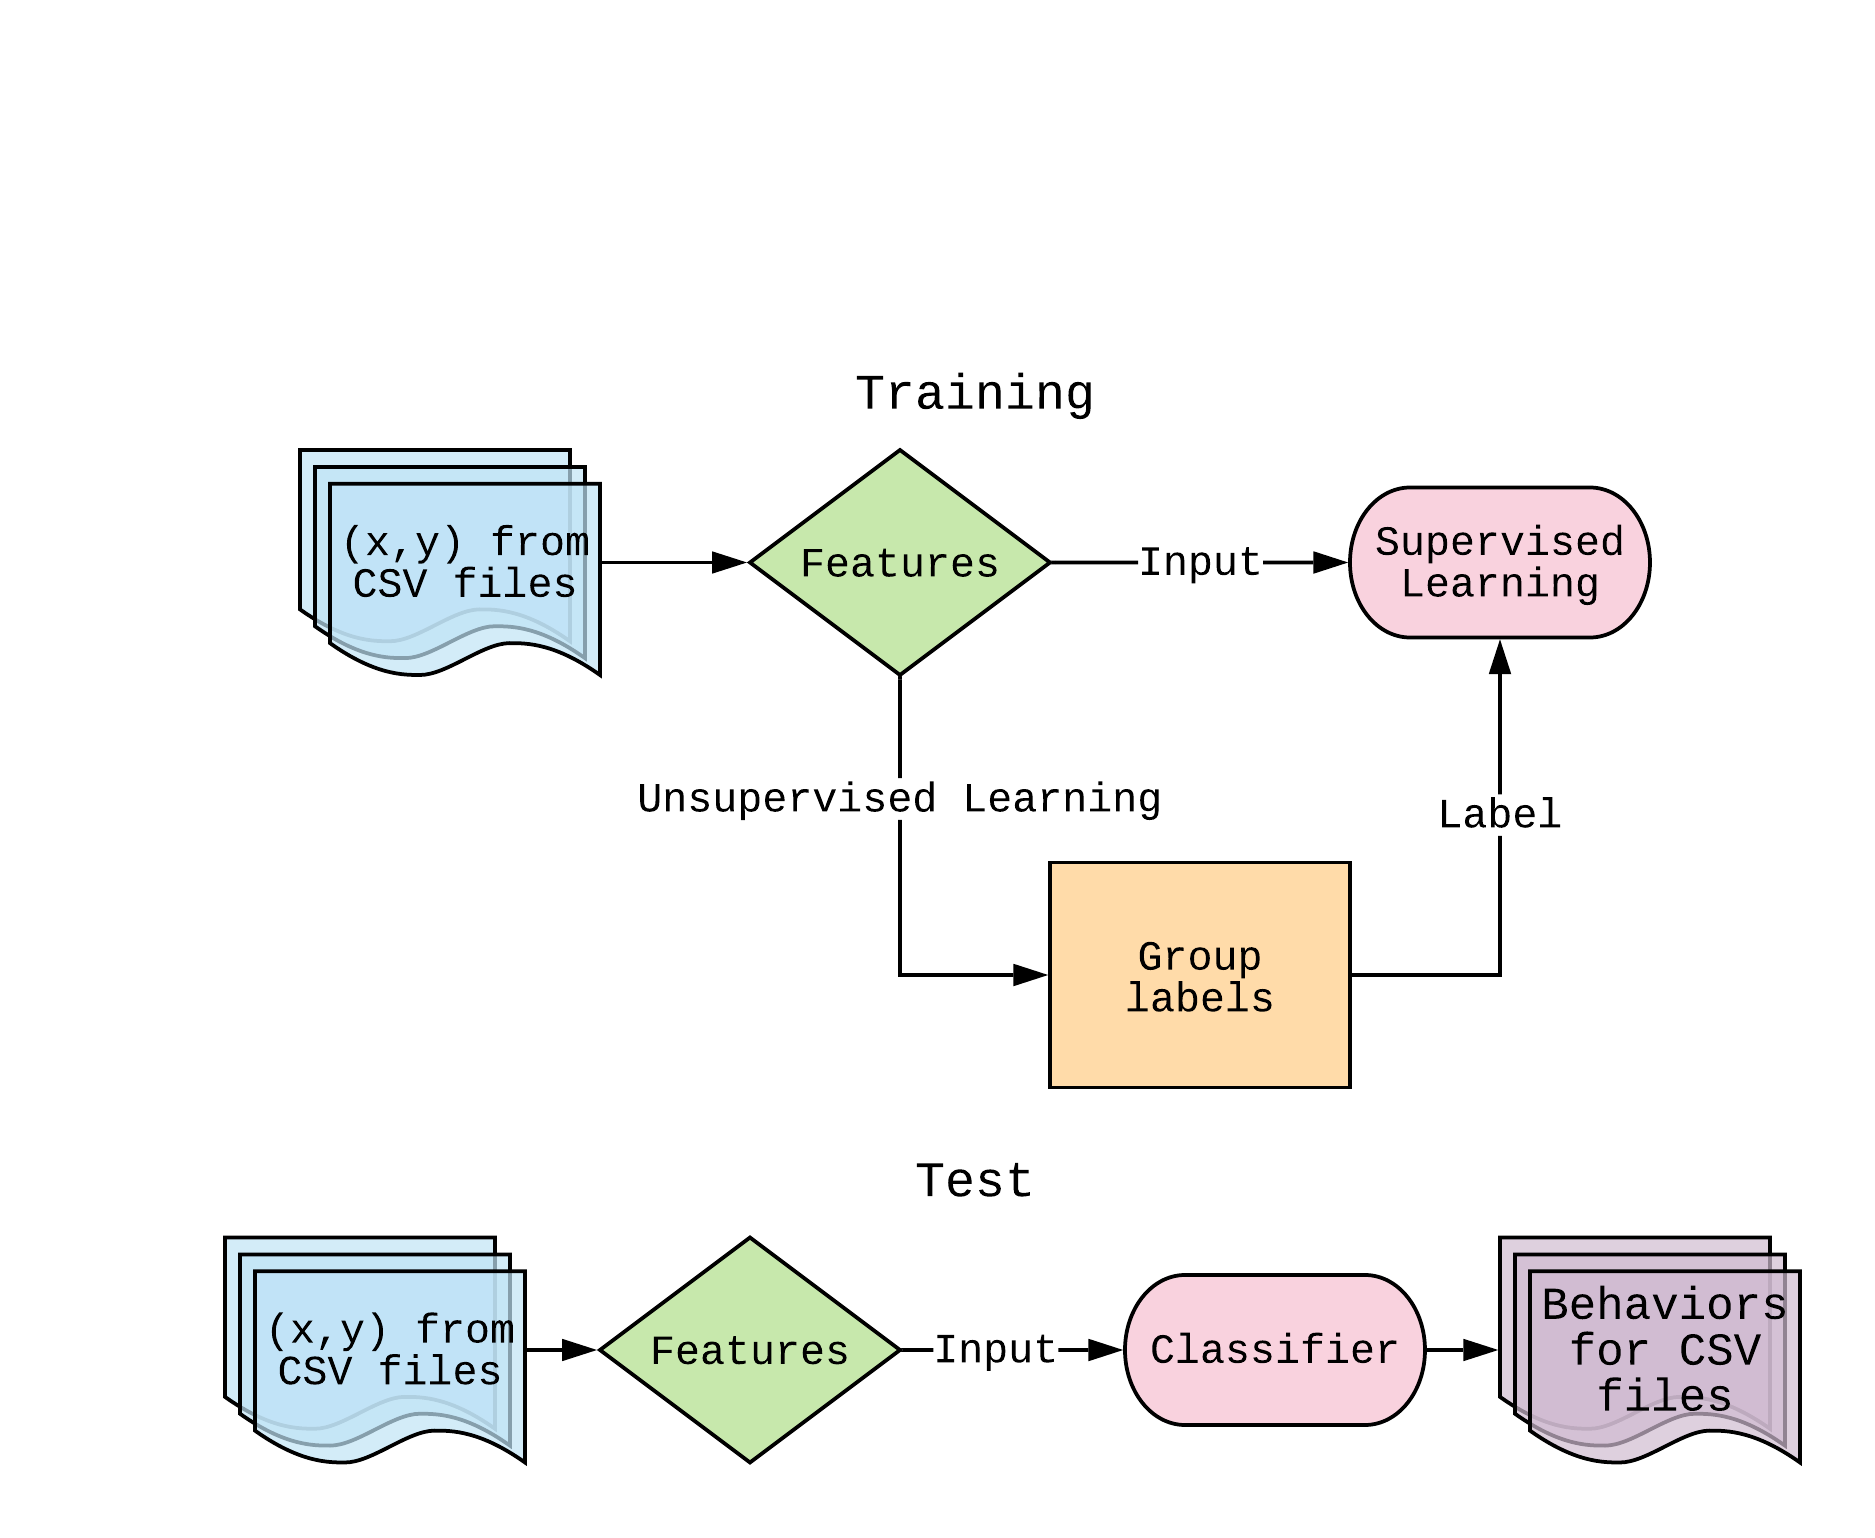 Training
(x,y) from
CSV files
Features
Input
Supervised
Learning
Unsupervised Learning
Label
Group
labels
Test
(x,y) from
CSV files
Features
Input
Classifier
Behaviors
for CSV
files